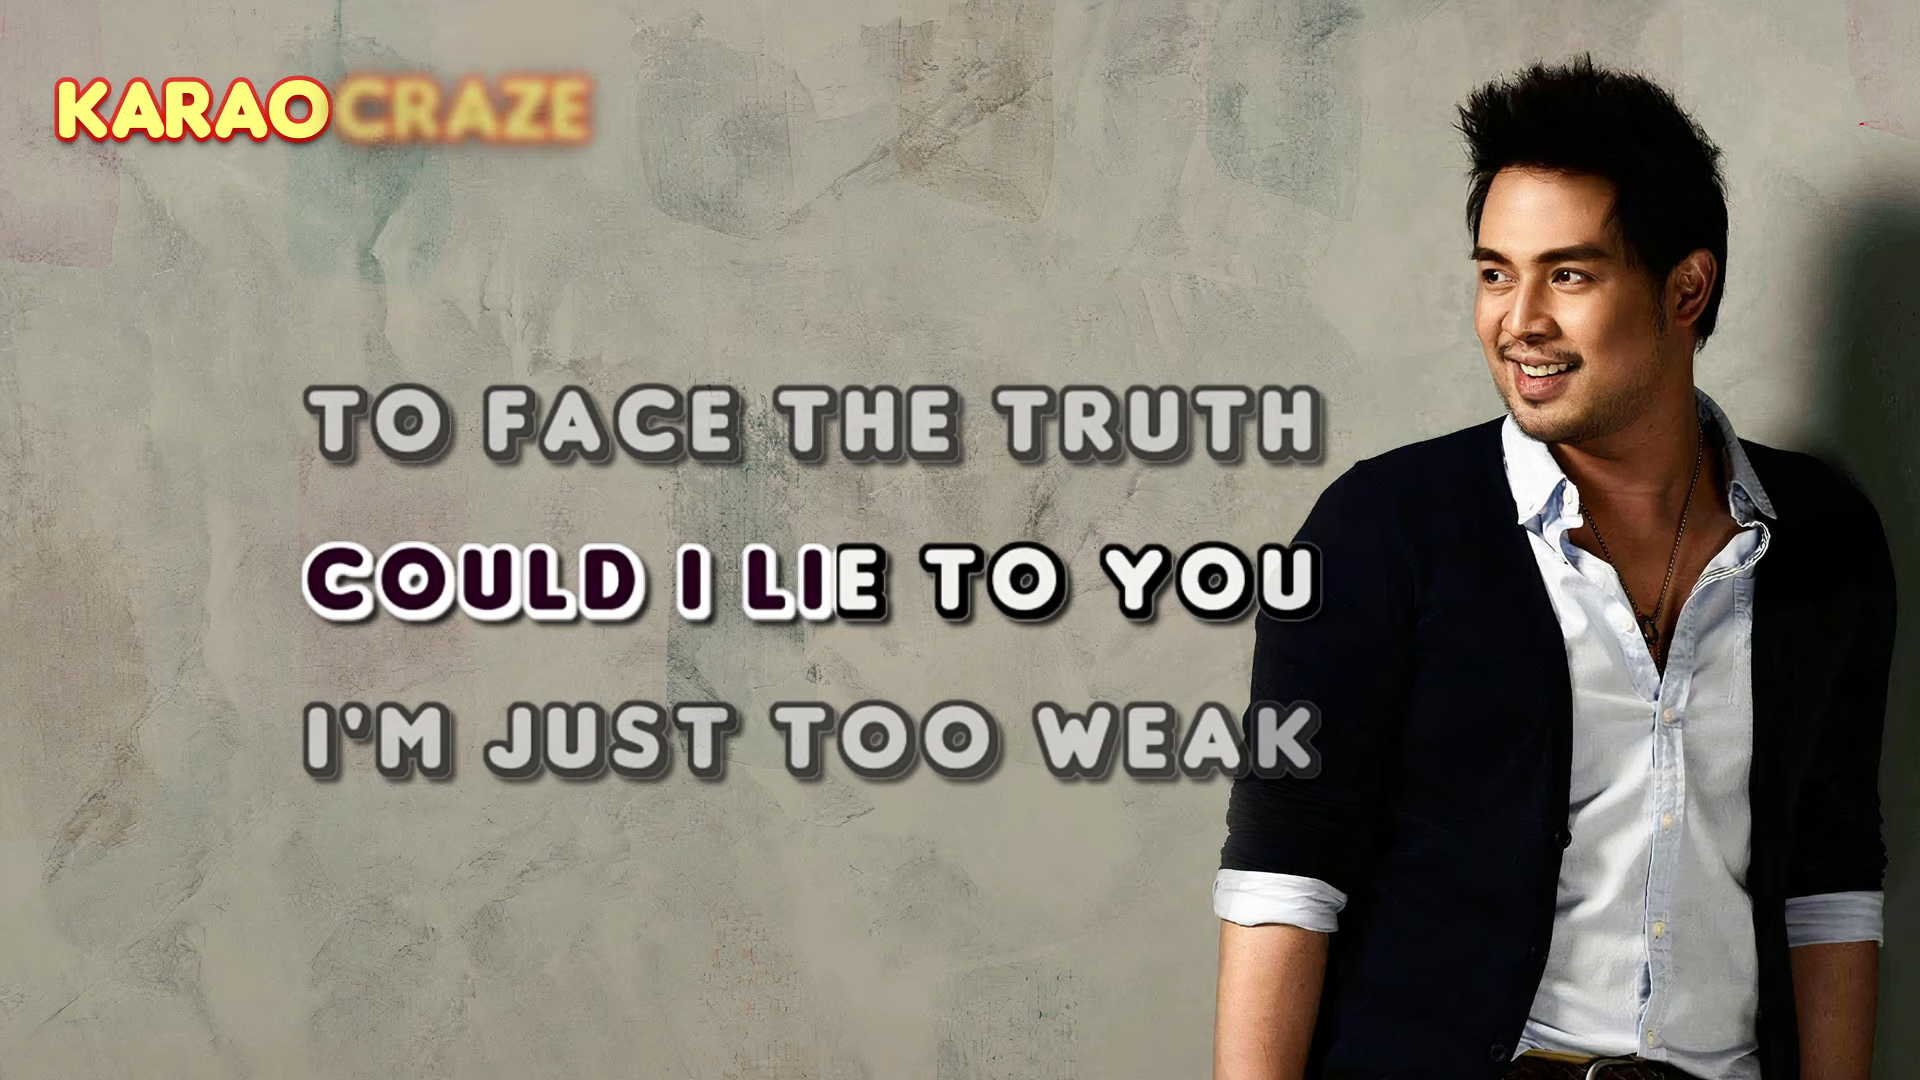 KARAOCRAZE
TO FACE THE TRUTH
COULD I LIE TO YOU
I'M JUST TOO WEAK